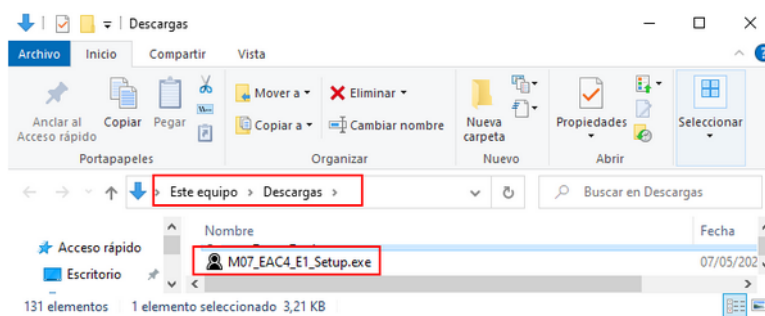 Descargas
Archivo Inicio Compartir Vista
Anclar al Acceso rápido
Copiar
Pegar
Mover a
Copiar a
Eliminar
Cambiar nombre
Nueva carpeta
Propiedades
Seleccionar
Portapapeles Organizar Nuevo Abrir
Este equipo > Descargas >
Buscar en Descargas
Nombre Fecha
Acceso rápido
M07_EAC4_E1_Setup.exe 07/05/202
Escritorio
131 elementos 1 elemento seleccionado 3,21 KB